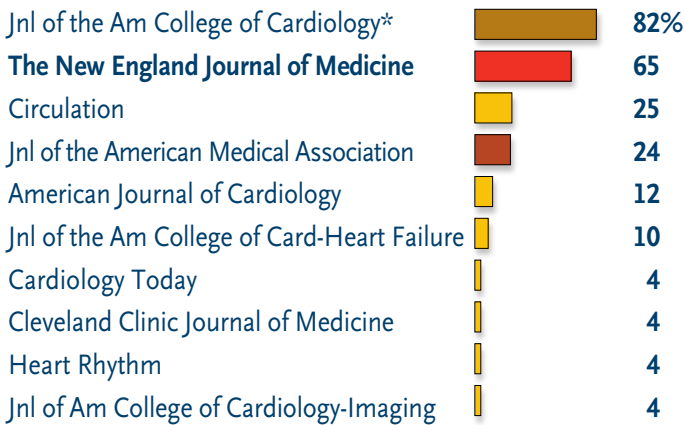 Jnl of the Am College of Cardiology* 82%
The New England Journal of Medicine 65
Circulation 25
Jnl of the American Medical Association 24
American Journal of Cardiology 12
Jnl of the Am College of Card-Heart Failure 10
Cardiology Today 4
Cleveland Clinic Journal of Medicine 4
Heart Rhythm 4
Jnl of Am College of Cardiology-Imaging 4